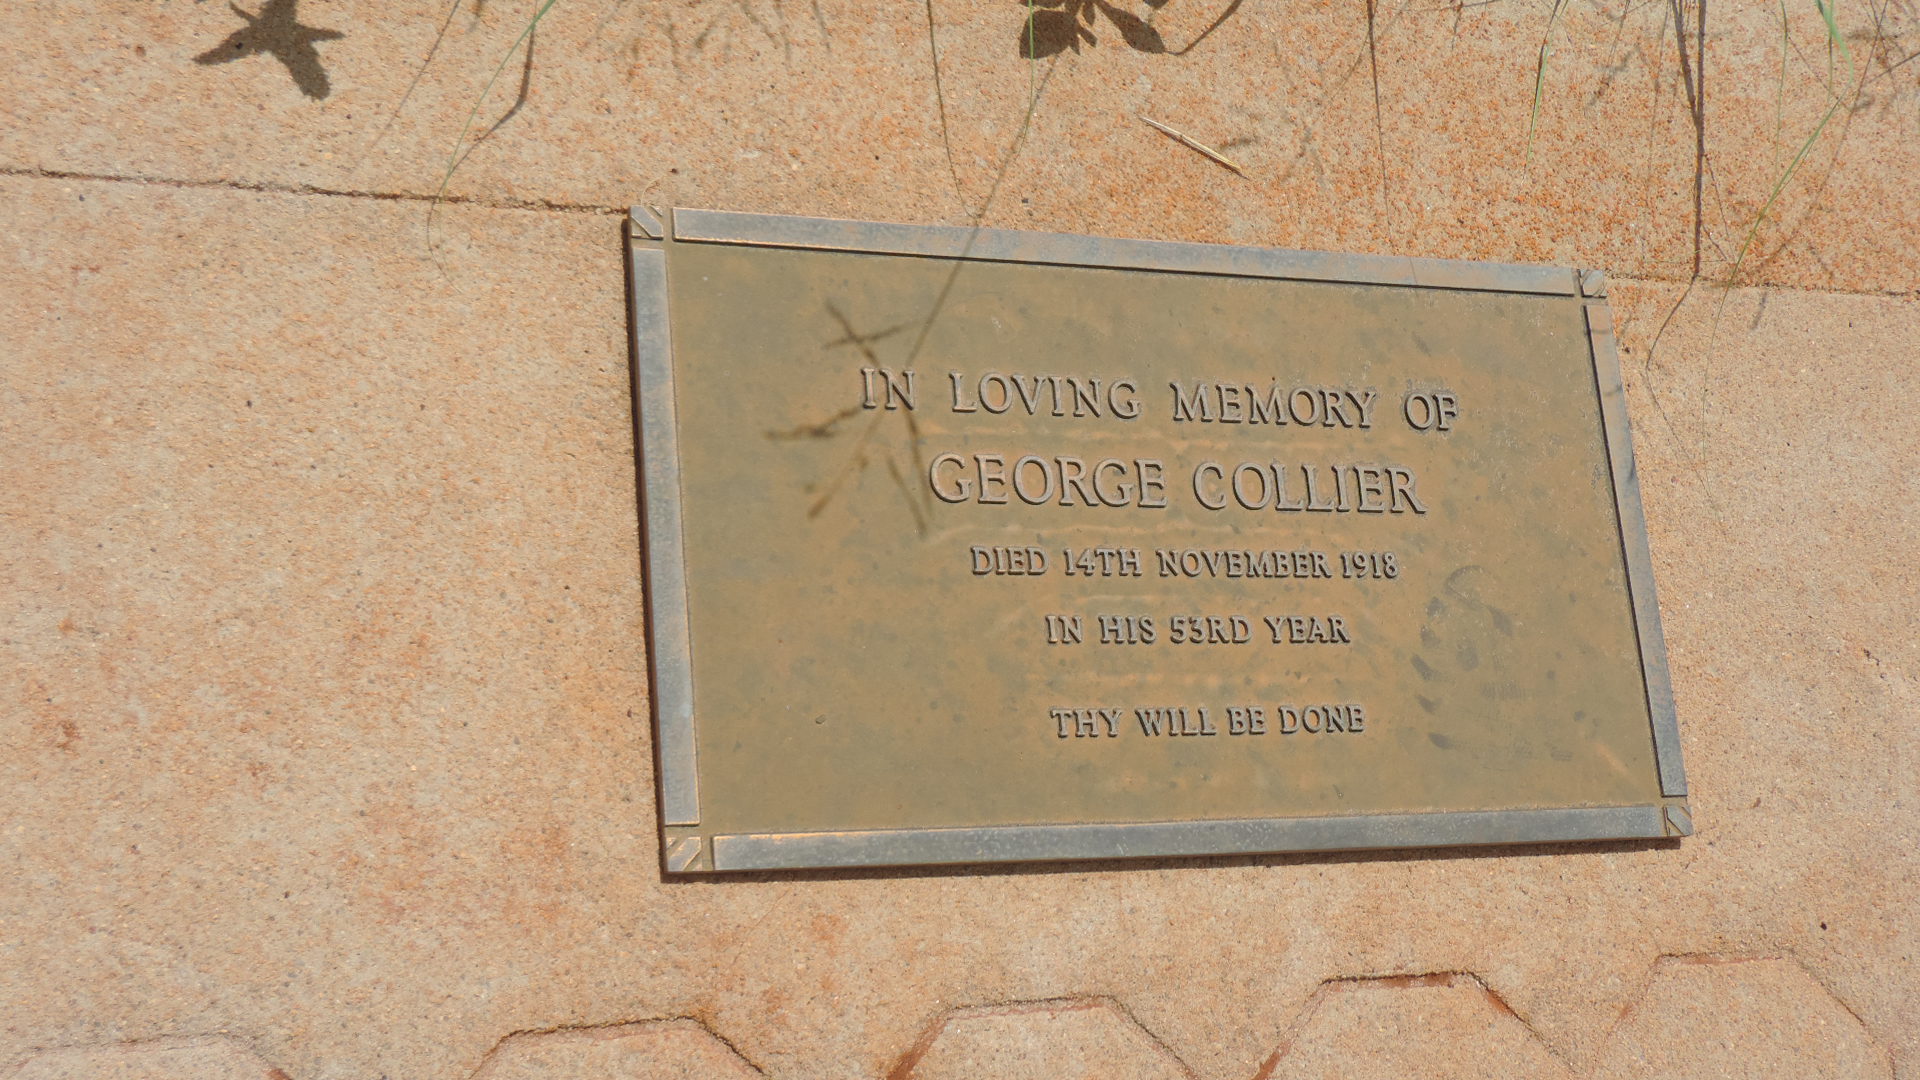 IN LOVING MEMORY OF
GEORGE COLLIER
DIED 14TH NOVEMBER 1918
IN HIS 53RD YEAR
THY WILL BE DONE